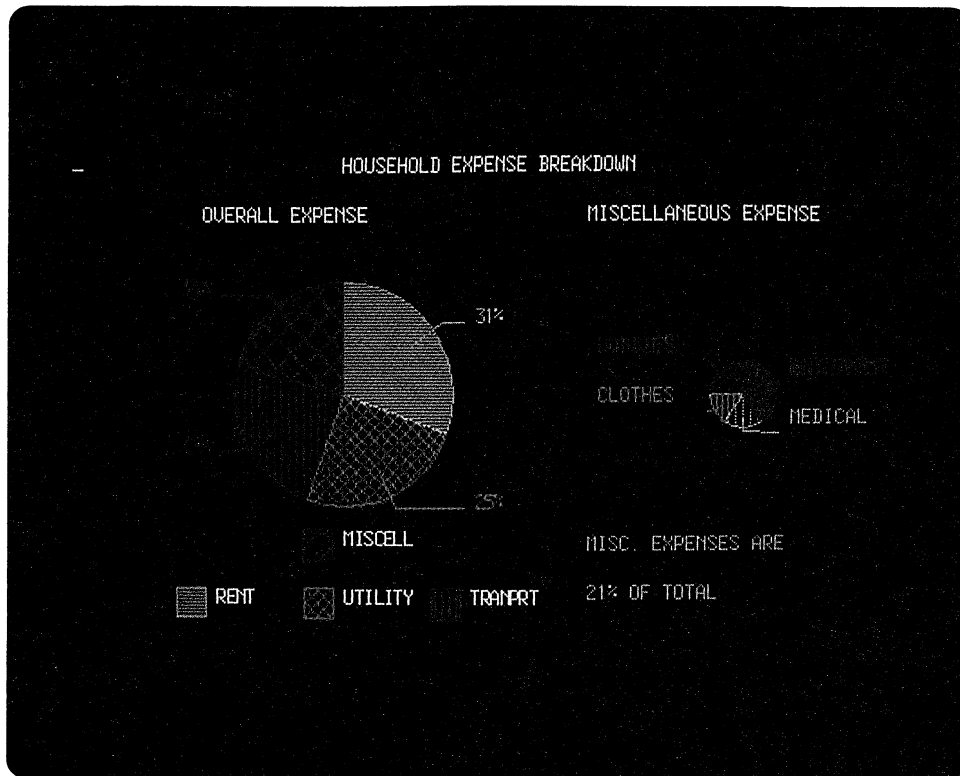 HOUSEHOLD EXPENSE BREAKDOWN
OVERALL EXPENSE
MISCELLANEOUS EXPENSE
31%
CLOTHES
MEDICAL
25%
MISCELL
MISC. EXPENSES ARE
21% OF TOTAL
RENT
UTILITY
TRANPRT